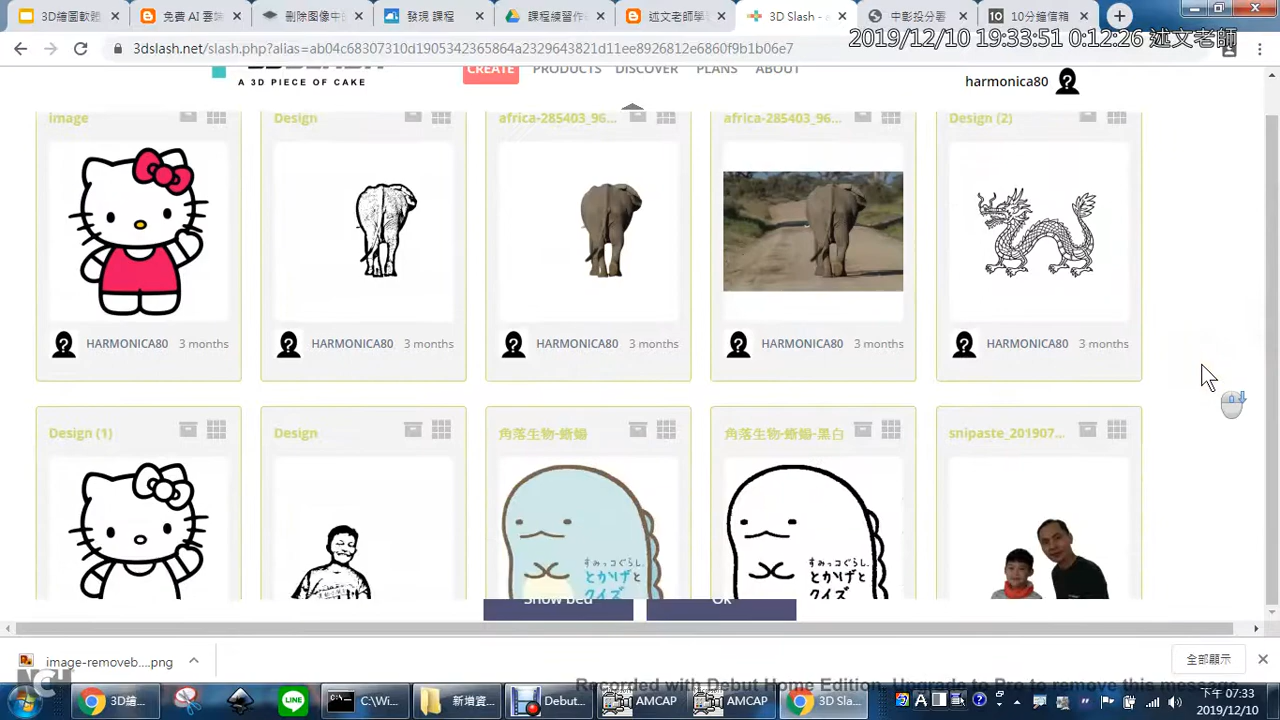 3D繪圖軟體
免費 AI 雲端
刪除圖像中的
發女課程
課程練習作
述文老師學
3D Slash -
中彰投分署
10分鐘信箱
3dslash.net/slash.php?alias=ab04c68307310d1905342365864a2329643821d11ee8926812e6860f9b1b06e7
2019/12/10 19:33:51 0:12:26 述文老師
A 3D PIECE OF CAKE
CREATE PRODUCTS DISCOVER PLANS ABOUT
harmonica80
image
Design
africa-285403_96...
africa-285403_96...
Design (2)
HARMONICA80 3 months
HARMONICA80 3 months
HARMONICA80 3 months
HARMONICA80 3 months
HARMONICA80 3 months
Design (1)
Design
角落生物-蜥蜴
角落生物-蜥蜴-黑白
snipaste_201907...
すみっコぐらし
とかげと
クイズ
すみっコぐらし
とかげと
クイズ
Show bed
OK
image-removeb....png
全部顯示
NCH
Recorded with Debut Home Edition. Upgrade to Pro to remove this message
C:\Wi...
新增資...
Debut...
AMCAP
AMCAP
3D Sla...
下午 07:33
2019/12/10